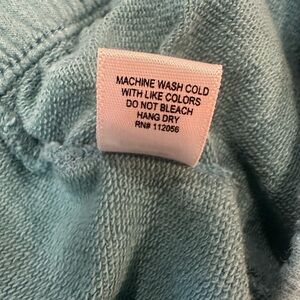 MACHINE WASH COLD
WITH LIKE COLORS
DO NOT BLEACH
HANG DRY
RN# 112056